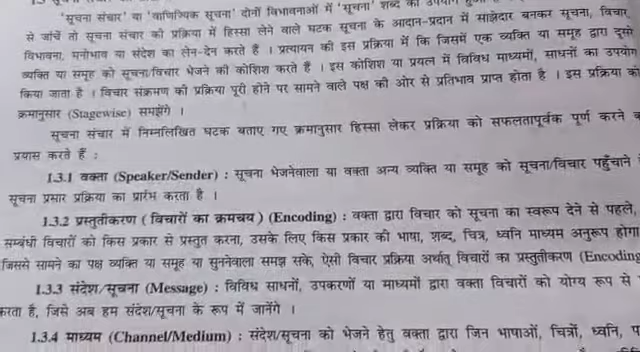 'सूचना संचार' या 'वाणिज्यिक सूचना' दोनों विभावनाओं में 'सूचना' शब्द का उपयोग
से जाँचें तो सूचना संचार की प्रक्रिया में हिस्सा लेने वाले घटक सूचना के आदान-प्रदान में साझेदार बनकर सूचना, विचार
विभावना, मनोभाव या संदेश का लेन-देन करते हैं । प्रत्यायन की इस प्रक्रिया में कि जिसमें एक व्यक्ति या समूह द्वारा दूसरे
व्यक्ति या समूह को सूचना/विचार भेजने की कोशिश करते हैं । इस कोशिश या प्रयत्न में विविध माध्यमों, साधनों का उपयोग
किया जाता है । विचार संक्रमण की प्रक्रिया पूरी होने पर सामने वाले पक्ष की ओर से प्रतिभाव प्राप्त होता है । इस प्रक्रिया को
क्रमानुसार (Stagewise) समझेंगे ।
सूचना संचार में निम्नलिखित घटक बताए गए क्रमानुसार हिस्सा लेकर प्रक्रिया को सफलतापूर्वक पूर्ण करने
प्रयास करते हैं :
1.3.1 वक्ता (Speaker/Sender) : सूचना भेजनेवाला या वक्ता अन्य व्यक्ति या समूह को सूचना/विचार पहुँचाने
सूचना प्रसार प्रक्रिया का प्रारंभ करता है ।
1.3.2 प्रस्तुतीकरण (विचारों का क्रमचय) (Encoding) : वक्ता द्वारा विचार को सूचना का स्वरूप देने से पहले,
सम्बंधी विचारों को किस प्रकार से प्रस्तुत करना, उसके लिए किस प्रकार की भाषा, शब्द, चित्र, ध्वनि माध्यम अनुरूप होगा
जिससे सामने का पक्ष व्यक्ति या समूह या सुननेवाला समझ सके, ऐसी विचार प्रक्रिया अर्थात् विचारों का प्रस्तुतीकरण (Encoding
1.3.3 संदेश/सूचना (Message) : विविध साधनों, उपकरणों या माध्यमों द्वारा वक्ता विचारों को योग्य रूप से
करता है, जिसे अब हम संदेश/सूचना के रूप में जानेंगे ।
1.3.4 माध्यम (Channel/Medium) : संदेश/सूचना को भेजने हेतु वक्ता द्वारा जिन भाषाओं, चित्रों, ध्वनि,